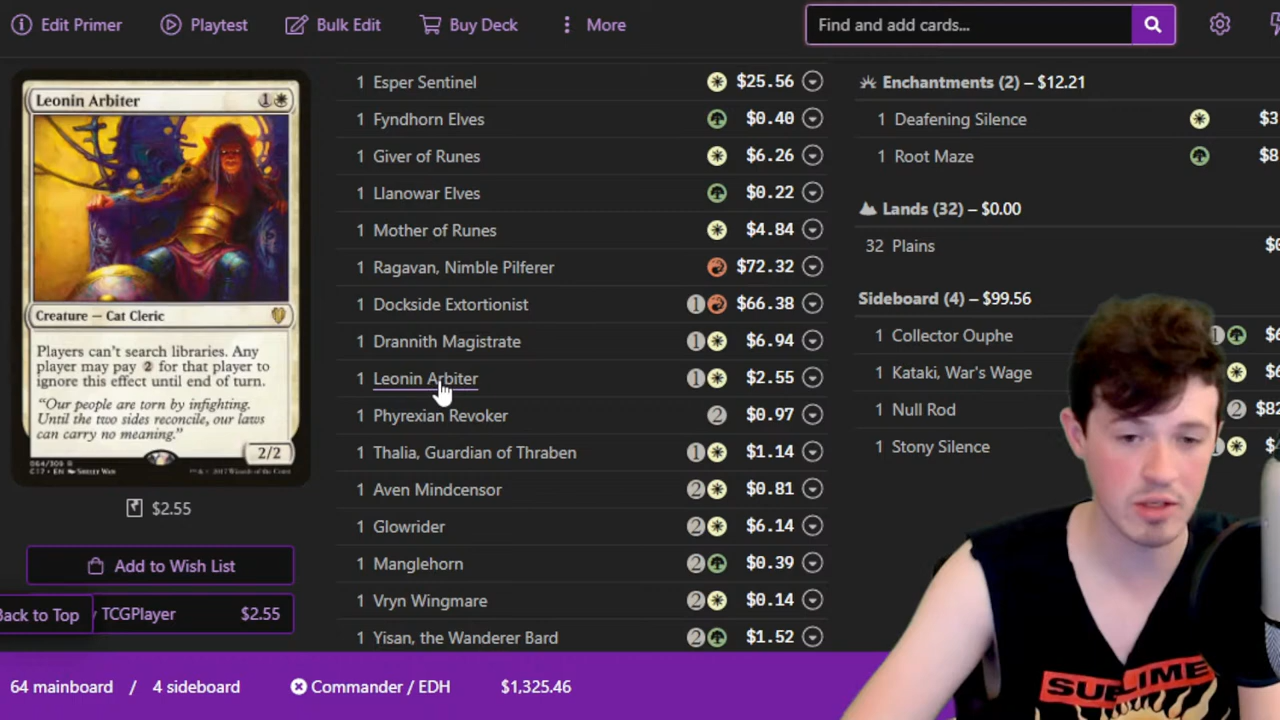 Edit Primer
Playtest
Bulk Edit
Buy Deck
More
Find and add cards...
Leonin Arbiter 1
Creature — Cat Cleric
Players can't search libraries. Any
player may pay 2 for that player to
ignore this effect until end of turn.
"Our people are torn by infighting.
Until the two sides reconcile, our laws
can carry no meaning."
2/2
$2.55
Add to Wish List
Back to Top
TCGPlayer $2.55
1 Esper Sentinel $25.56
1 Fyndhorn Elves $0.40
1 Giver of Runes $6.26
1 Llanowar Elves $0.22
1 Mother of Runes $4.84
1 Ragavan, Nimble Pilferer $72.32
1 Dockside Extortionist 1 $66.38
1 Drannith Magistrate 1 $6.94
1 Leonin Arbiter 1 $2.55
1 Phyrexian Revoker 2 $0.97
1 Thalia, Guardian of Thraben 1 $1.14
1 Aven Mindcensor 2 $0.81
1 Glowrider 2 $6.14
1 Manglehorn 2 $0.39
1 Vryn Wingmare 2 $0.14
1 Yisan, the Wanderer Bard 2 $1.52
Enchantments (2) – $12.21
1 Deafening Silence $3
1 Root Maze $8
Lands (32) – $0.00
32 Plains $0
Sideboard (4) – $99.56
1 Collector Ouphe 1 $6
1 Kataki, War's Wage $6
1 Null Rod 2 $82
1 Stony Silence 1
64 mainboard / 4 sideboard
Commander / EDH
$1,325.46
SUBLIME